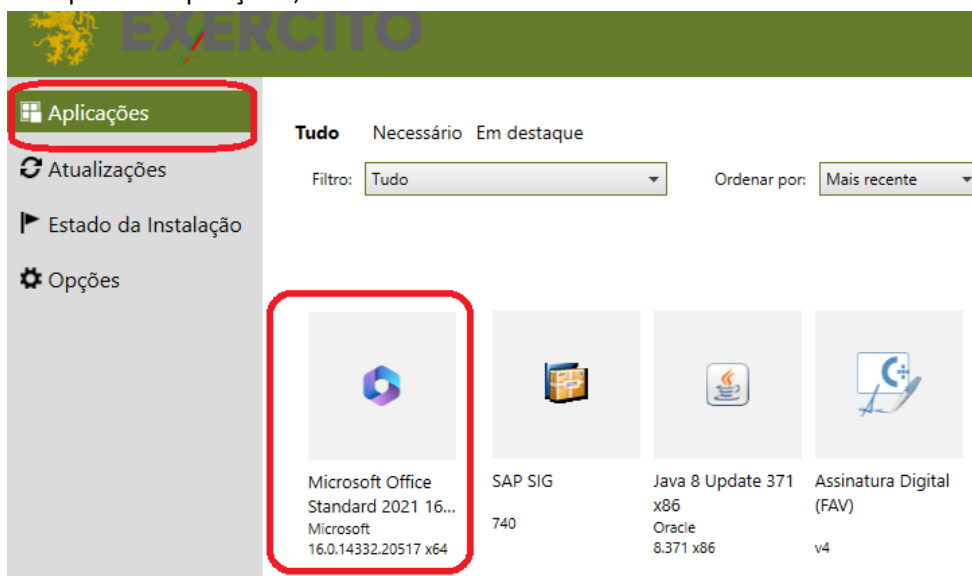 EXÉRCITO
Aplicações
Tudo Necessário Em destaque
Atualizações
Filtro: Tudo Ordenar por: Mais recente
Estado da Instalação
Opções
Microsoft Office
Standard 2021 16...
Microsoft
16.0.14332.20517 x64
SAP SIG
740
Java 8 Update 371
x86
Oracle
8.371 x86
Assinatura Digital
(FAV)
v4